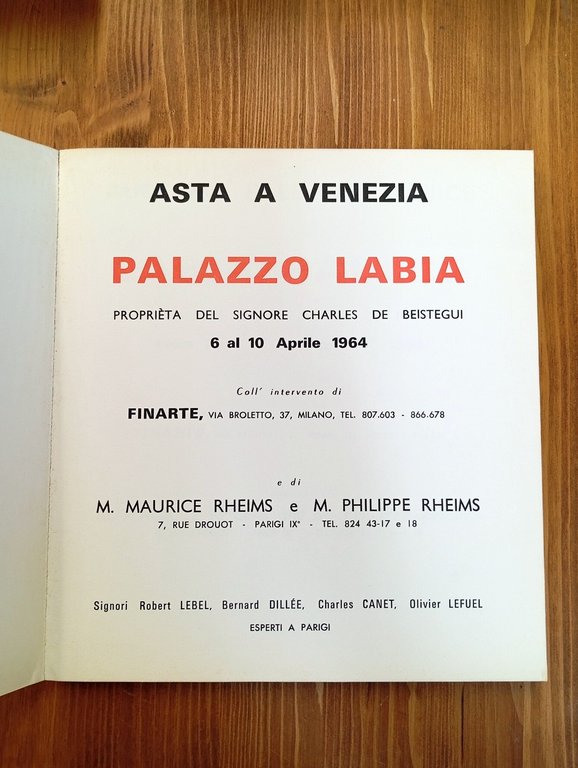 ASTA A VENEZIA
PALAZZO LABIA
PROPRIÈTA DEL SIGNORE CHARLES DE BEISTEGUI
6 al 10 Aprile 1964
Coll' intervento di
FINARTE, VIA BROLETTO, 37, MILANO, TEL. 807.603 - 866.678
e di
M. MAURICE RHEIMS e M. PHILIPPE RHEIMS
7, RUE DROUOT - PARIGI IX° - TEL. 824 43-17 e 18
Signori Robert LEBEL, Bernard DILLÉE, Charles CANET, Olivier LEFUEL
ESPERTI A PARIGI